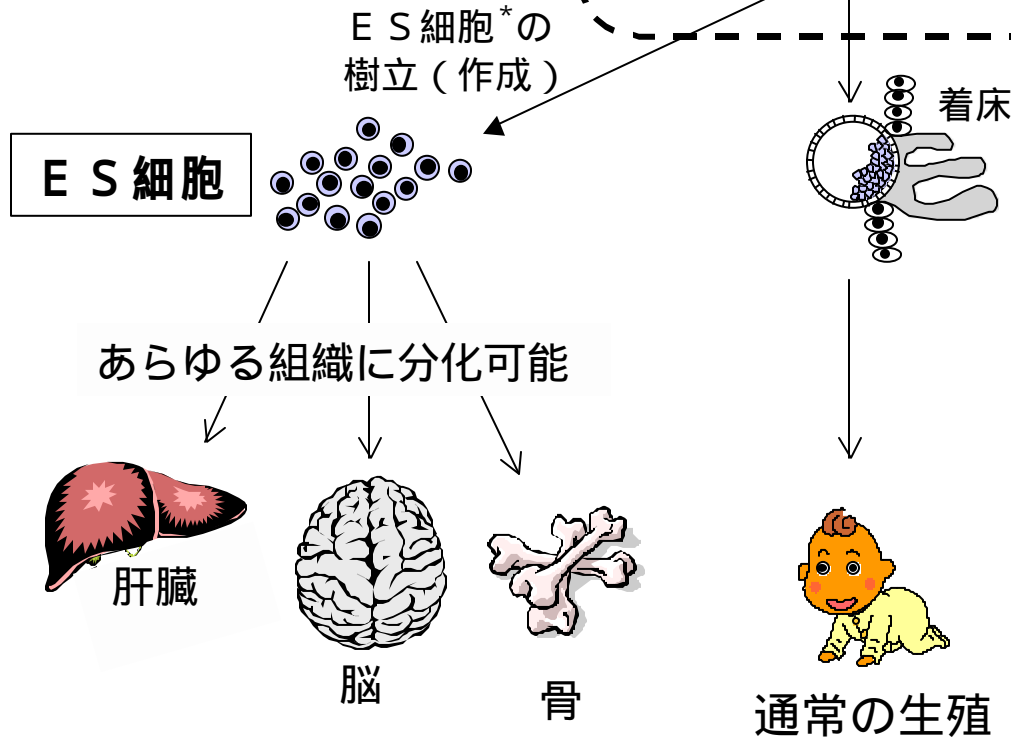 ＥＳ細胞*の
樹立（作成）
着床
ＥＳ細胞
あらゆる組織に分化可能
肝臓
脳
骨
通常の生殖